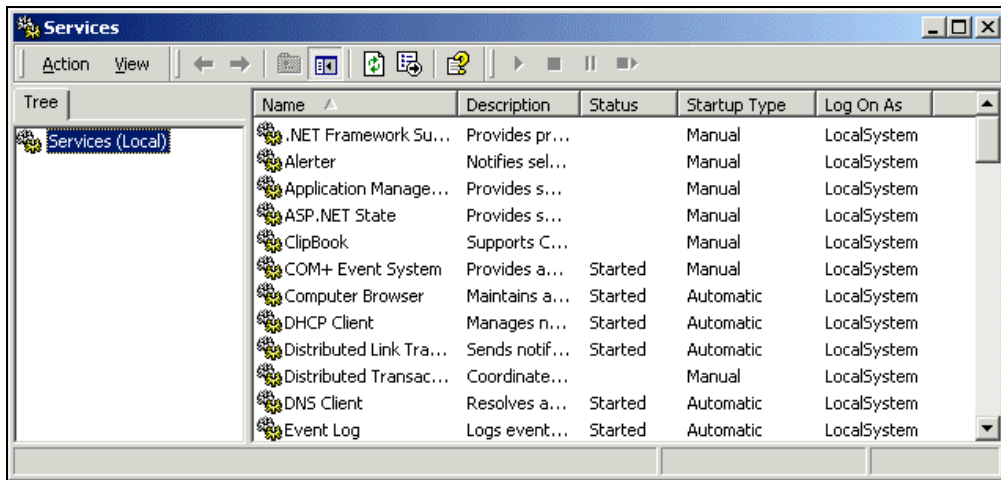 Services
Action View
Tree
Name Description Status Startup Type Log On As
Services (Local)
.NET Framework Su... Provides pr... Manual LocalSystem
Alerter Notifies sel... Manual LocalSystem
Application Manage... Provides s... Manual LocalSystem
ASP.NET State Provides s... Manual LocalSystem
ClipBook Supports C... Manual LocalSystem
COM+ Event System Provides a... Started Manual LocalSystem
Computer Browser Maintains a... Started Automatic LocalSystem
DHCP Client Manages n... Started Automatic LocalSystem
Distributed Link Tra... Sends notif... Started Automatic LocalSystem
Distributed Transac... Coordinate... Manual LocalSystem
DNS Client Resolves a... Started Automatic LocalSystem
Event Log Logs event... Started Automatic LocalSystem